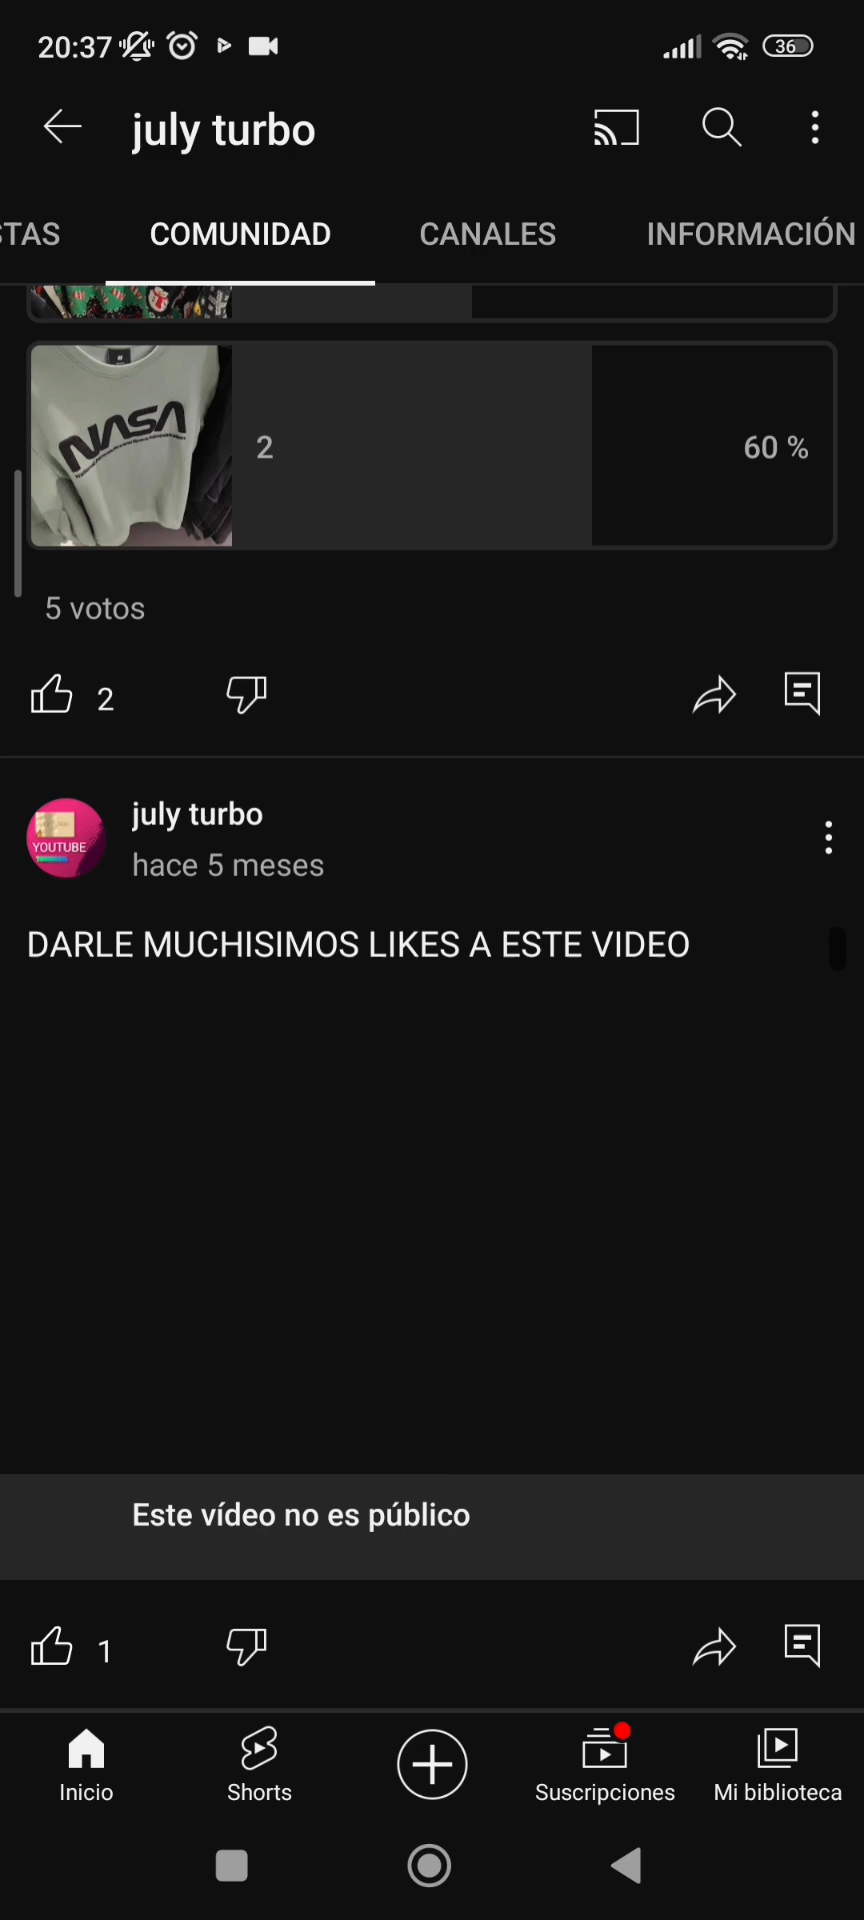 20:37
36
july turbo
STAS
COMUNIDAD
CANALES
INFORMACIÓN
NASA
2
60 %
5 votos
2
july turbo
YOUTUBE
hace 5 meses
DARLE MUCHISIMOS LIKES A ESTE VIDEO
Este vídeo no es público
1
Inicio
Shorts
Suscripciones
Mi biblioteca